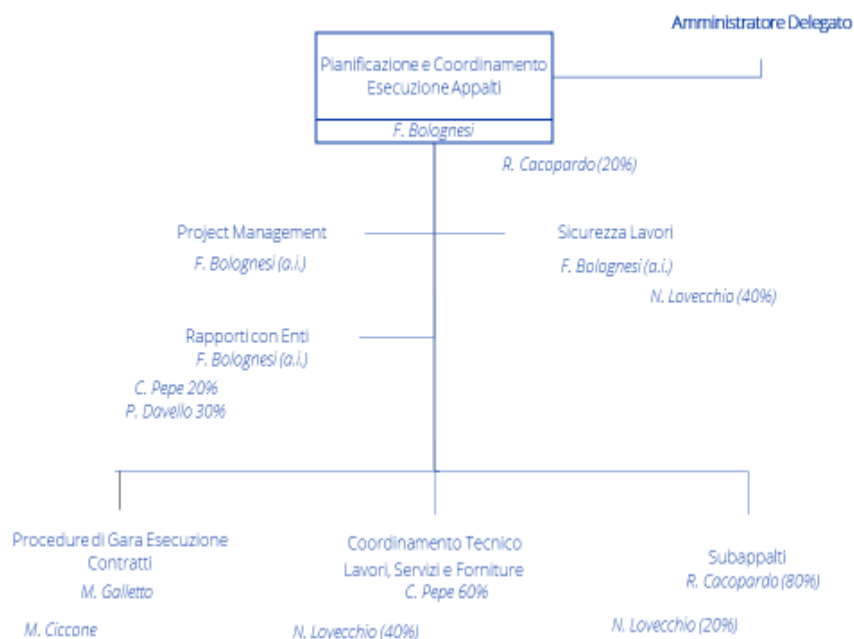 Amministratore Delegato
Pianificazione e Coordinamento
Esecuzione Appalti
F. Bolognesi
R. Cacopardo (20%)
Project Management
F. Bolognesi (a.i.)
Sicurezza Lavori
F. Bolognesi (a.i.)
N. Lovecchio (40%)
Rapporti con Enti
F. Bolognesi (a.i.)
C. Pepe 20%
P. Davello 30%
Procedure di Gara Esecuzione
Contratti
M. Galletto
M. Ciccone
Coordinamento Tecnico
Lavori, Servizi e Forniture
C. Pepe 60%
N. Lovecchio (40%)
Subappalti
R. Cacopardo (80%)
N. Lovecchio (20%)